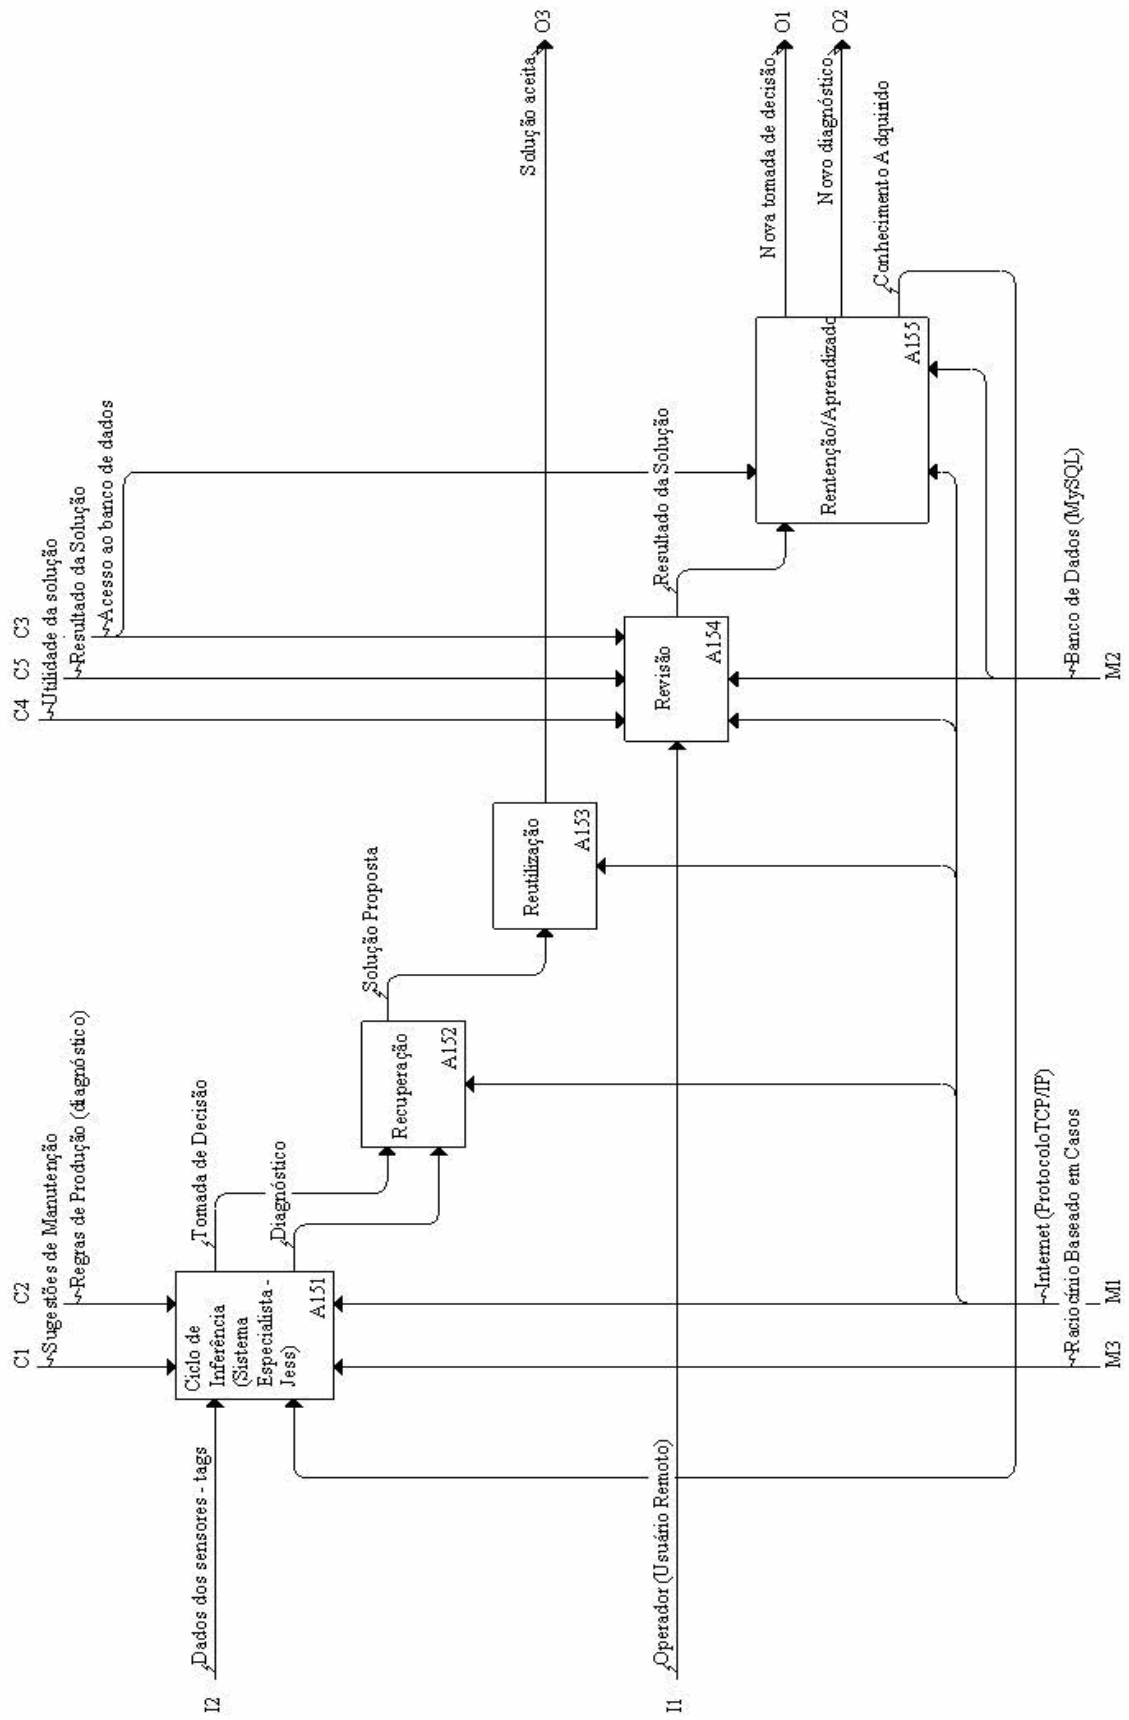 C1
C2
C4
C5
C3
Sugestões de Manutenção
Regras de Produção (diagnóstico)
Utilidade da solução
Resultado da Solução
Acesso ao banco de dados
I2
Dados dos sensores - tags
Ciclo de
Inferência
(Sistema
Especialista -
Jess)
A151
Tomada de Decisão
Diagnóstico
Recuperação
A152
Solução Proposta
Reutilização
A153
Solução aceita
O3
I1
Operador (Usuário Remoto)
Revisão
A154
Resultado da Solução
Rentenção/Aprendizado
A155
Nova tomada de decisão
O1
Novo diagnóstico
O2
Conhecimento Adquirido
Internet (ProtocoloTCP/IP)
Raciocínio Baseado em Casos
Banco de Dados (MySQL)
M3
M1
M2